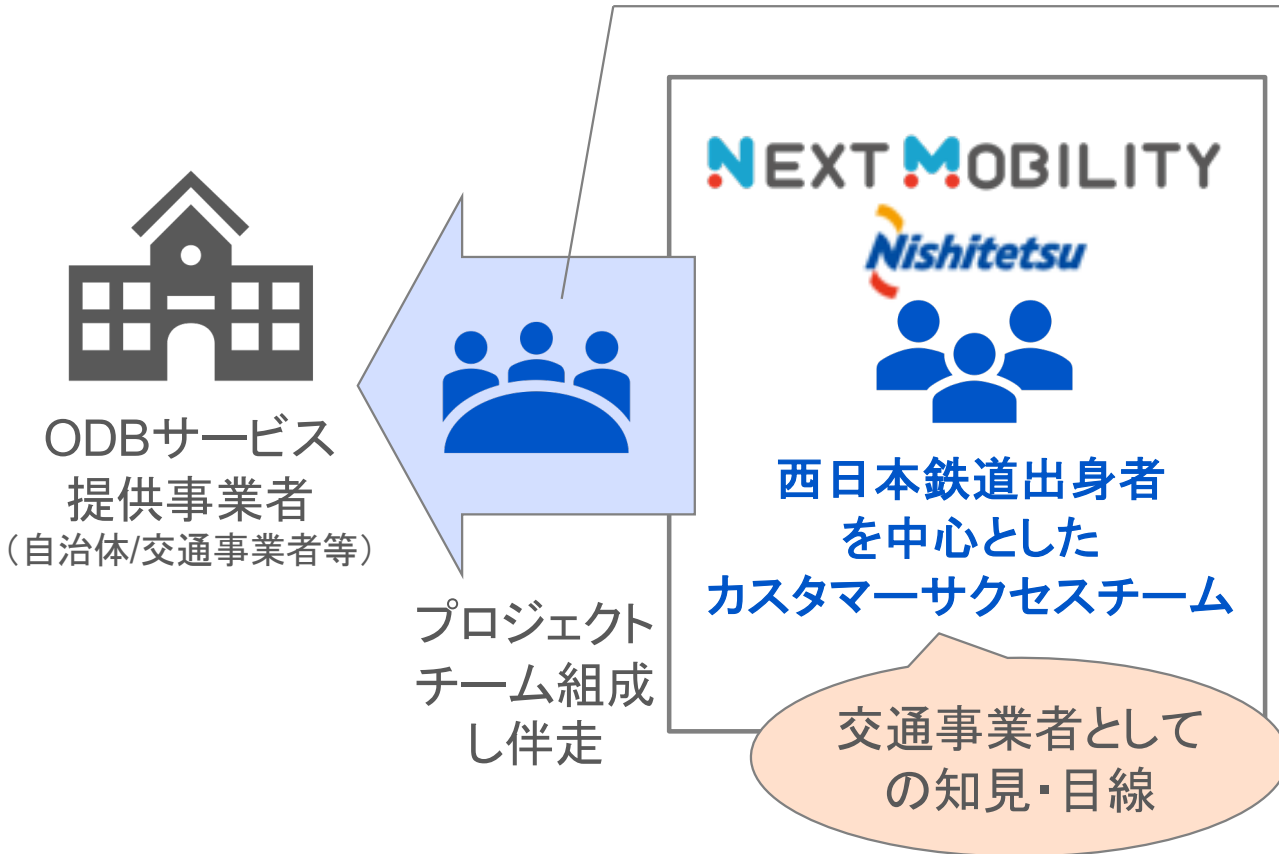 NEXT MOBILITY
Nishitetsu
ODBサービス
提供事業者
（自治体/交通事業者等）
プロジェクト
チーム組成
し伴走
西日本鉄道出身者
を中心とした
カスタマーサクセスチーム
交通事業者として
の知見・目線